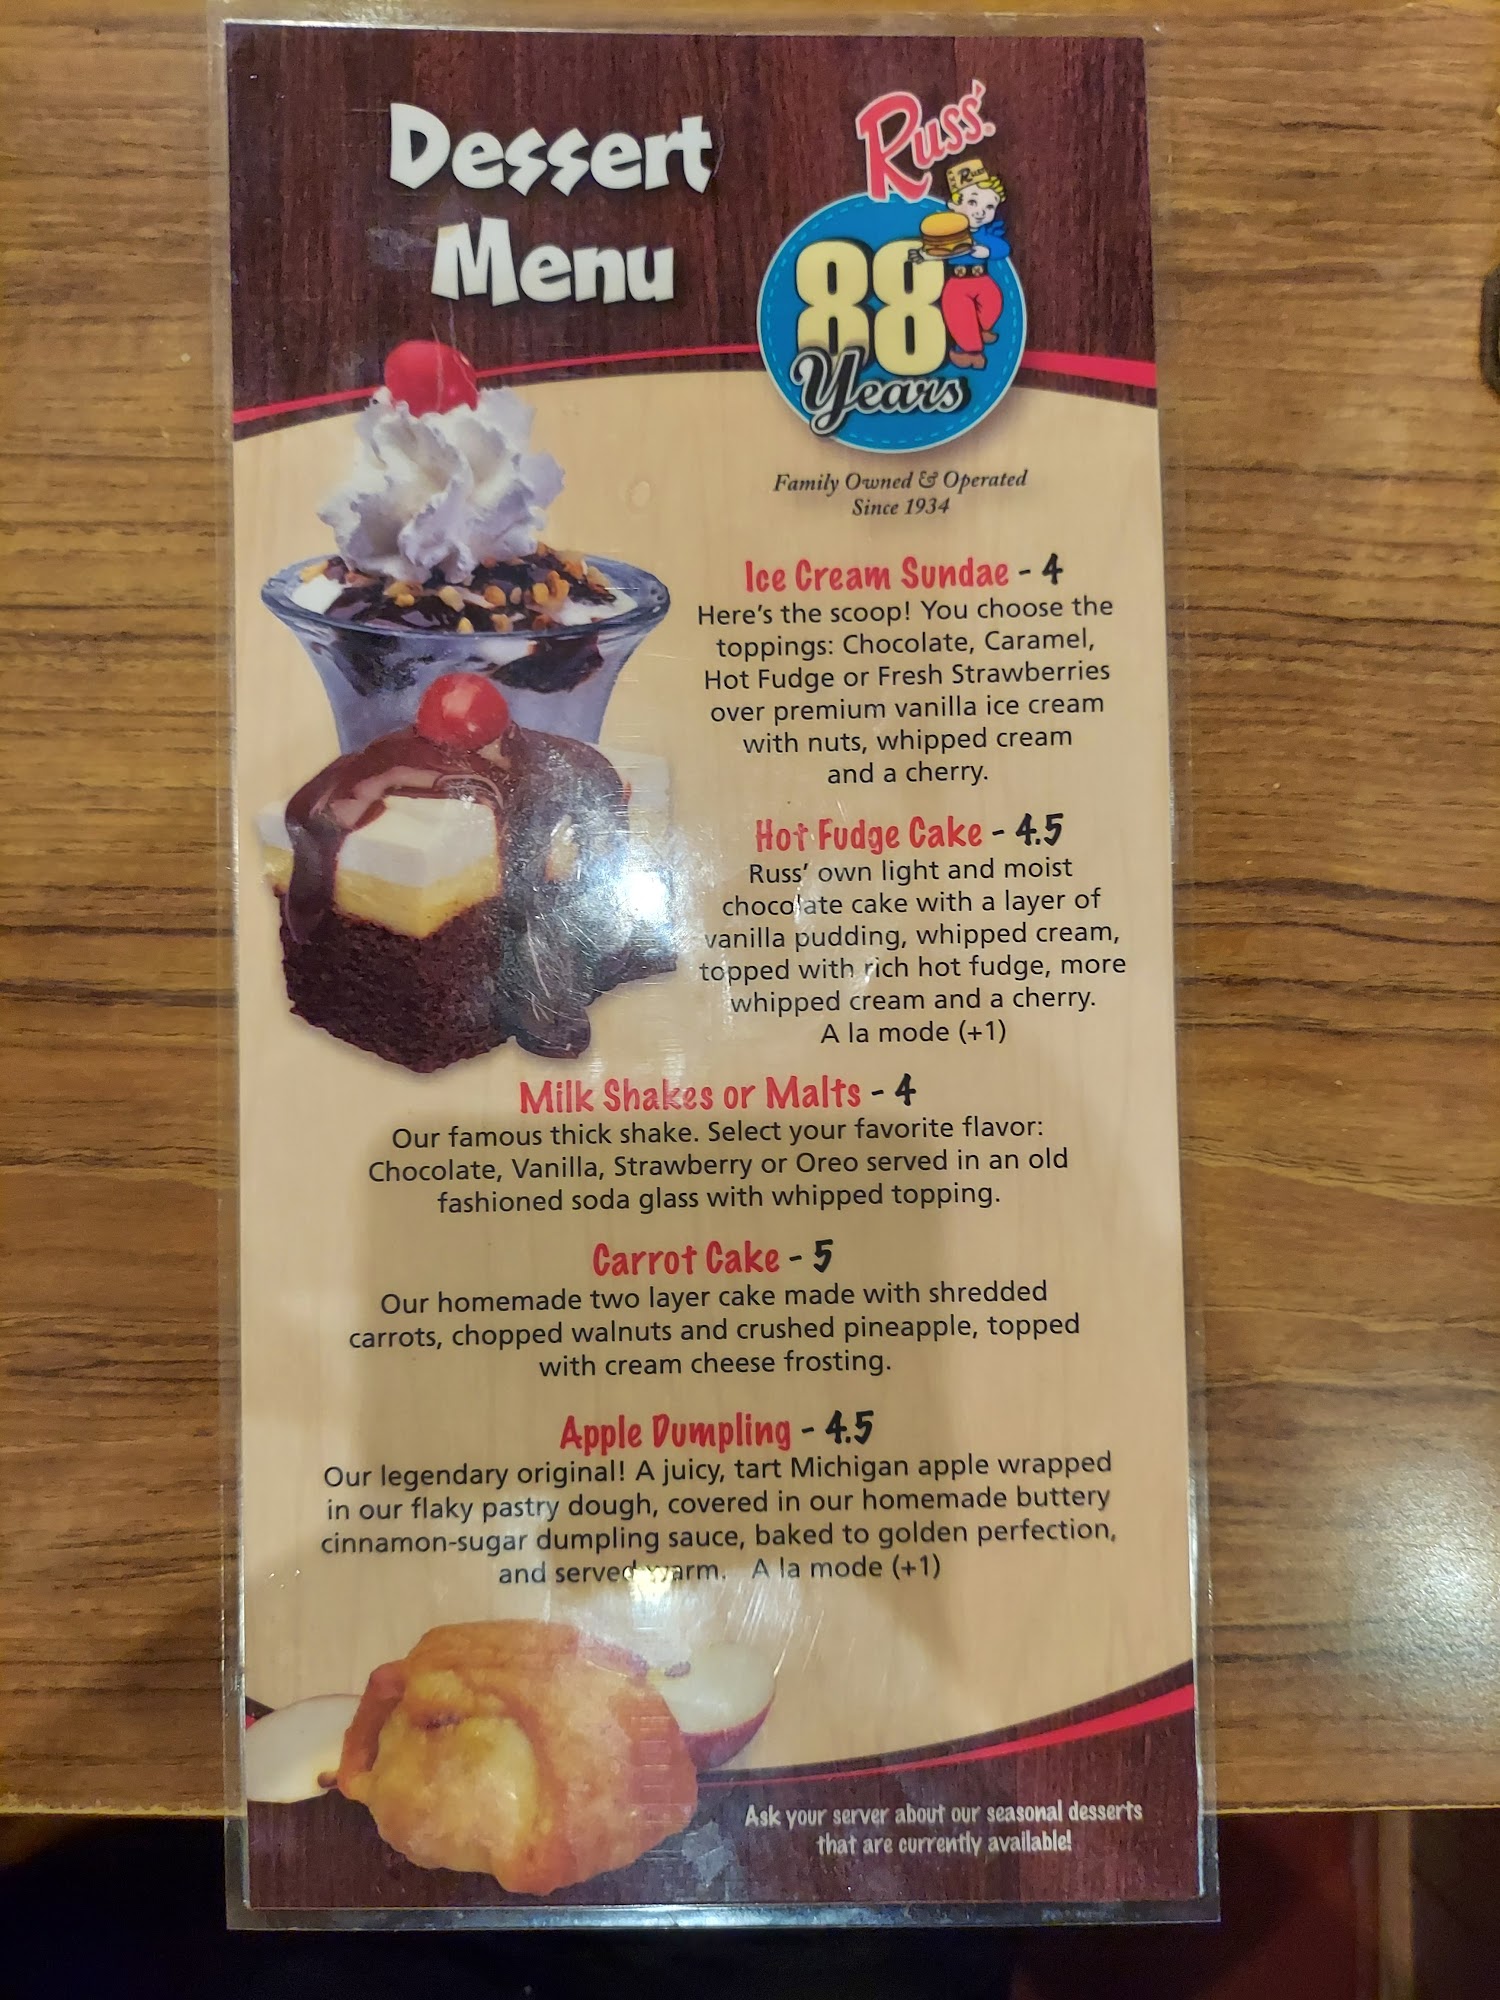 Dessert
Menu
Russ'
Russ'
88
Years
Family Owned & Operated
Since 1934
Ice Cream Sundae - 4
Here's the scoop! You choose the
toppings: Chocolate, Caramel,
Hot Fudge or Fresh Strawberries
over premium vanilla ice cream
with nuts, whipped cream
and a cherry.
Hot Fudge Cake - 4.5
Russ' own light and moist
chocolate cake with a layer of
vanilla pudding, whipped cream,
topped with rich hot fudge, more
whipped cream and a cherry.
A la mode (+1)
Milk Shakes or Malts - 4
Our famous thick shake. Select your favorite flavor:
Chocolate, Vanilla, Strawberry or Oreo served in an old
fashioned soda glass with whipped topping.
Carrot Cake - 5
Our homemade two layer cake made with shredded
carrots, chopped walnuts and crushed pineapple, topped
with cream cheese frosting.
Apple Dumpling - 4.5
Our legendary original! A juicy, tart Michigan apple wrapped
in our flaky pastry dough, covered in our homemade buttery
cinnamon-sugar dumpling sauce, baked to golden perfection,
and served warm. A la mode (+1)
Ask your server about our seasonal desserts
that are currently available!